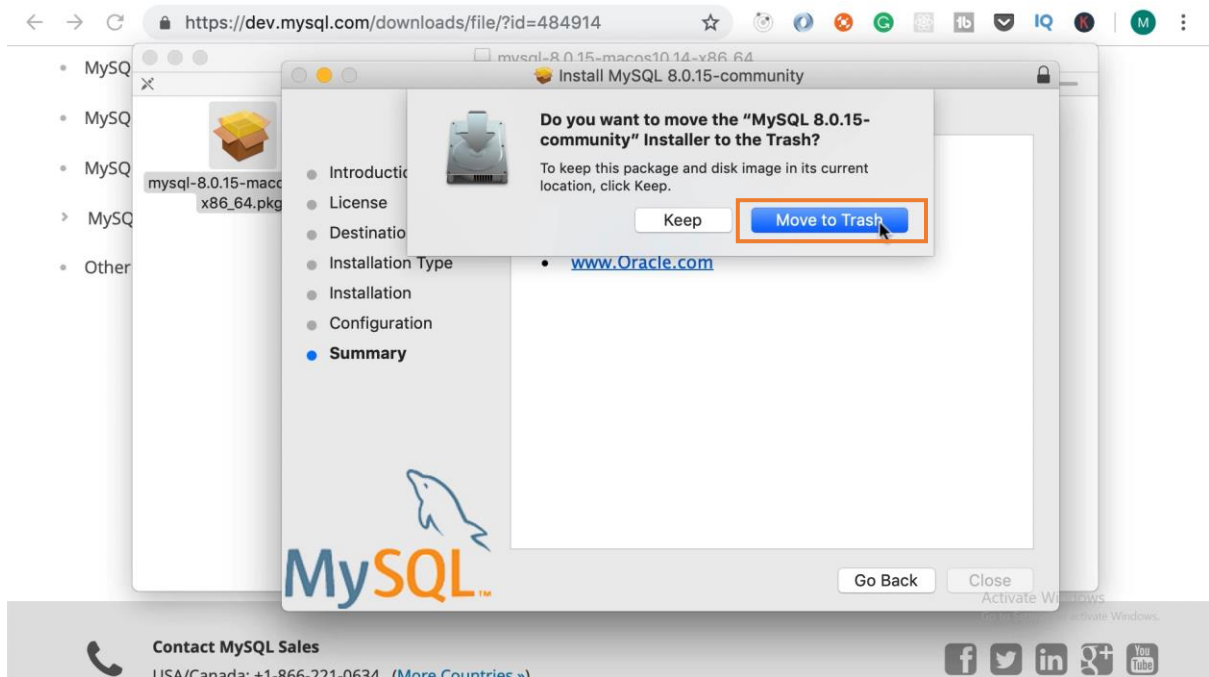 https://dev.mysql.com/downloads/file/?id=484914
mysql-8.0.15-macos10.14-x86_64
Install MySQL 8.0.15-community
MySQ
MySQ
MySQ
MySQ
Other
mysql-8.0.15-macc
x86_64.pkg
Do you want to move the “MySQL 8.0.15-
community” Installer to the Trash?
To keep this package and disk image in its current
location, click Keep.
Keep
Move to Trash
Introductic
License
Destinatio
Installation Type
Installation
Configuration
Summary
www.Oracle.com
MySQL™
Go Back
Close
Activate Windows
Contact MySQL Sales
USA/Canada: +1-866-221-0634 (More Countries »)